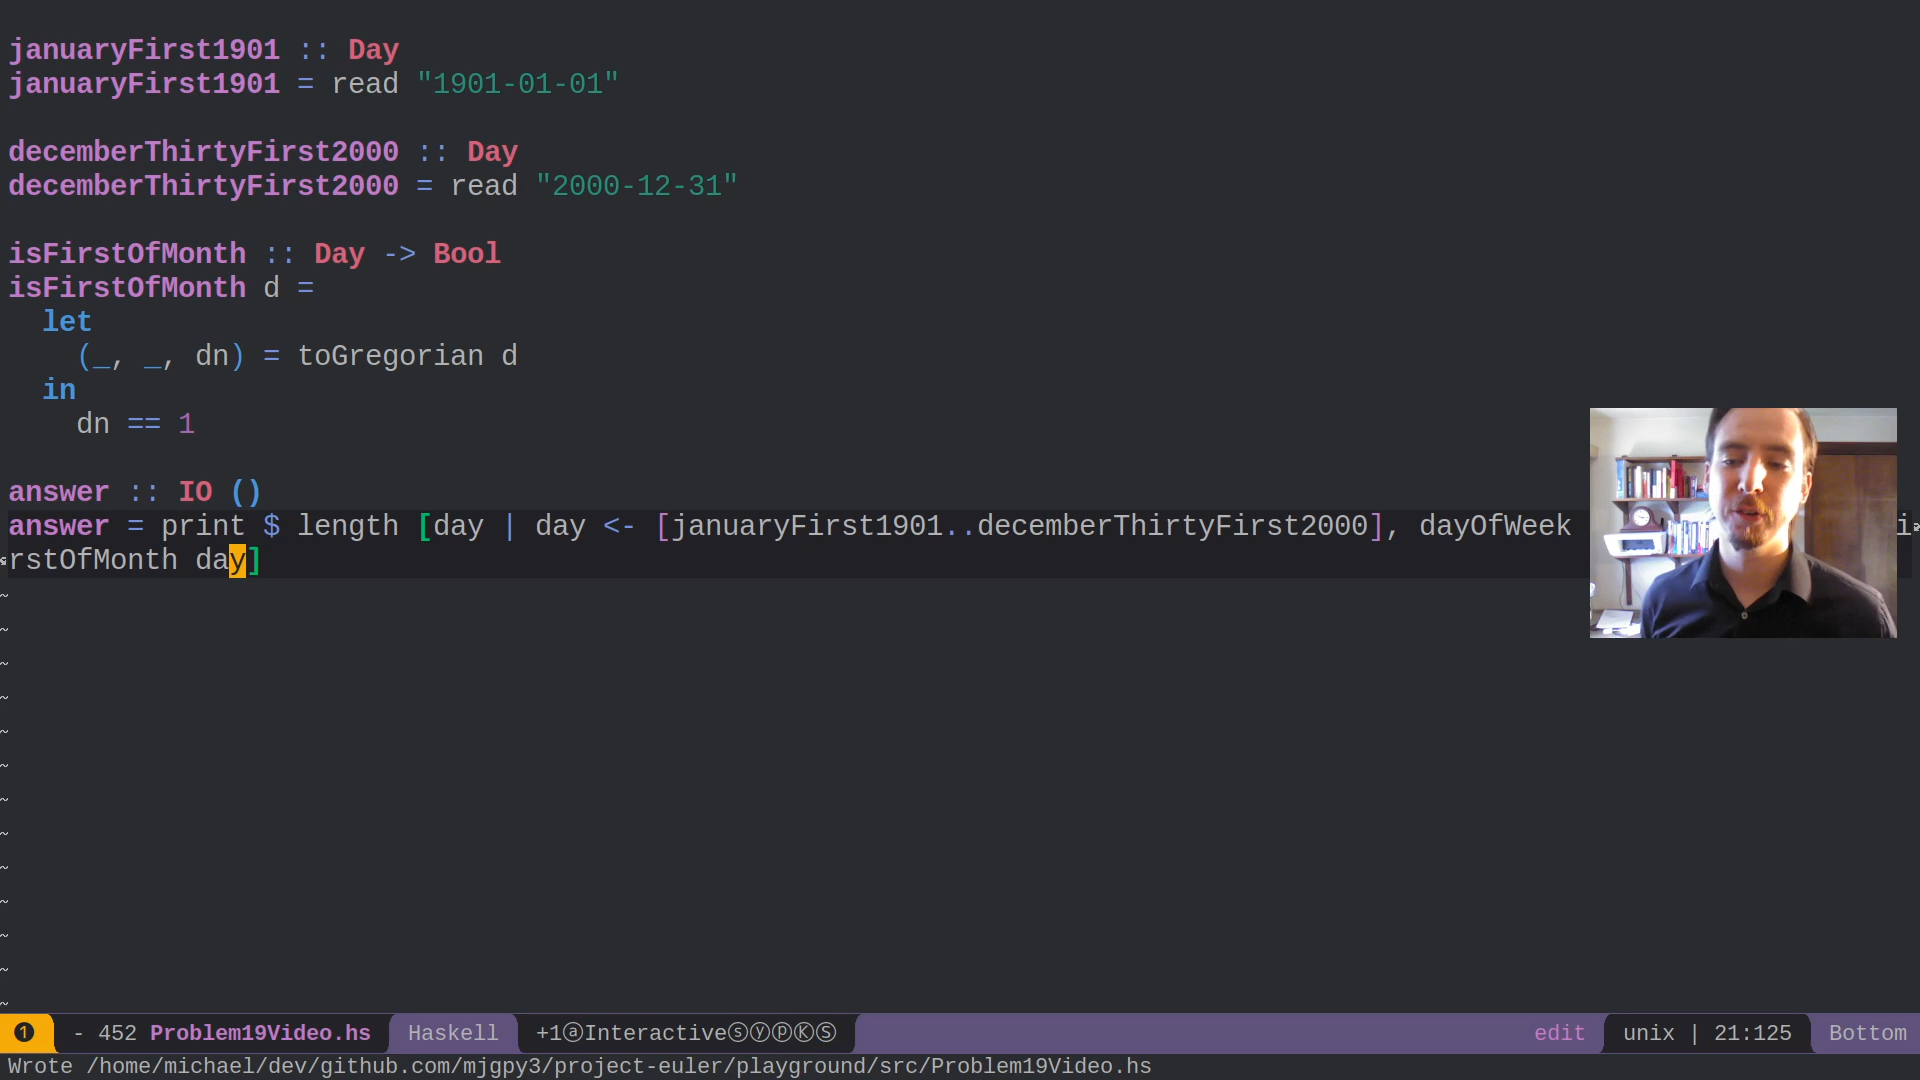 januaryFirst1901 :: Day
januaryFirst1901 = read "1901-01-01"
decemberThirtyFirst2000 :: Day
decemberThirtyFirst2000 = read "2000-12-31"
isFirstOfMonth :: Day -> Bool
isFirstOfMonth d =
let
(_, _, dn) = toGregorian d
in
dn == 1
answer :: IO ()
answer = print $ length [day | day <- [januaryFirst1901..decemberThirtyFirst2000], dayOfWeek i
rstOfMonth day]
~
~
~
~
~
~
~
~
~
~
~
~
~
❶ - 452 Problem19Video.hs Haskell +1ⓐInteractiveⓢⓨⓟⓀⓈ edit unix | 21:125 Bottom
Wrote /home/michael/dev/github.com/mjgpy3/project-euler/playground/src/Problem19Video.hs